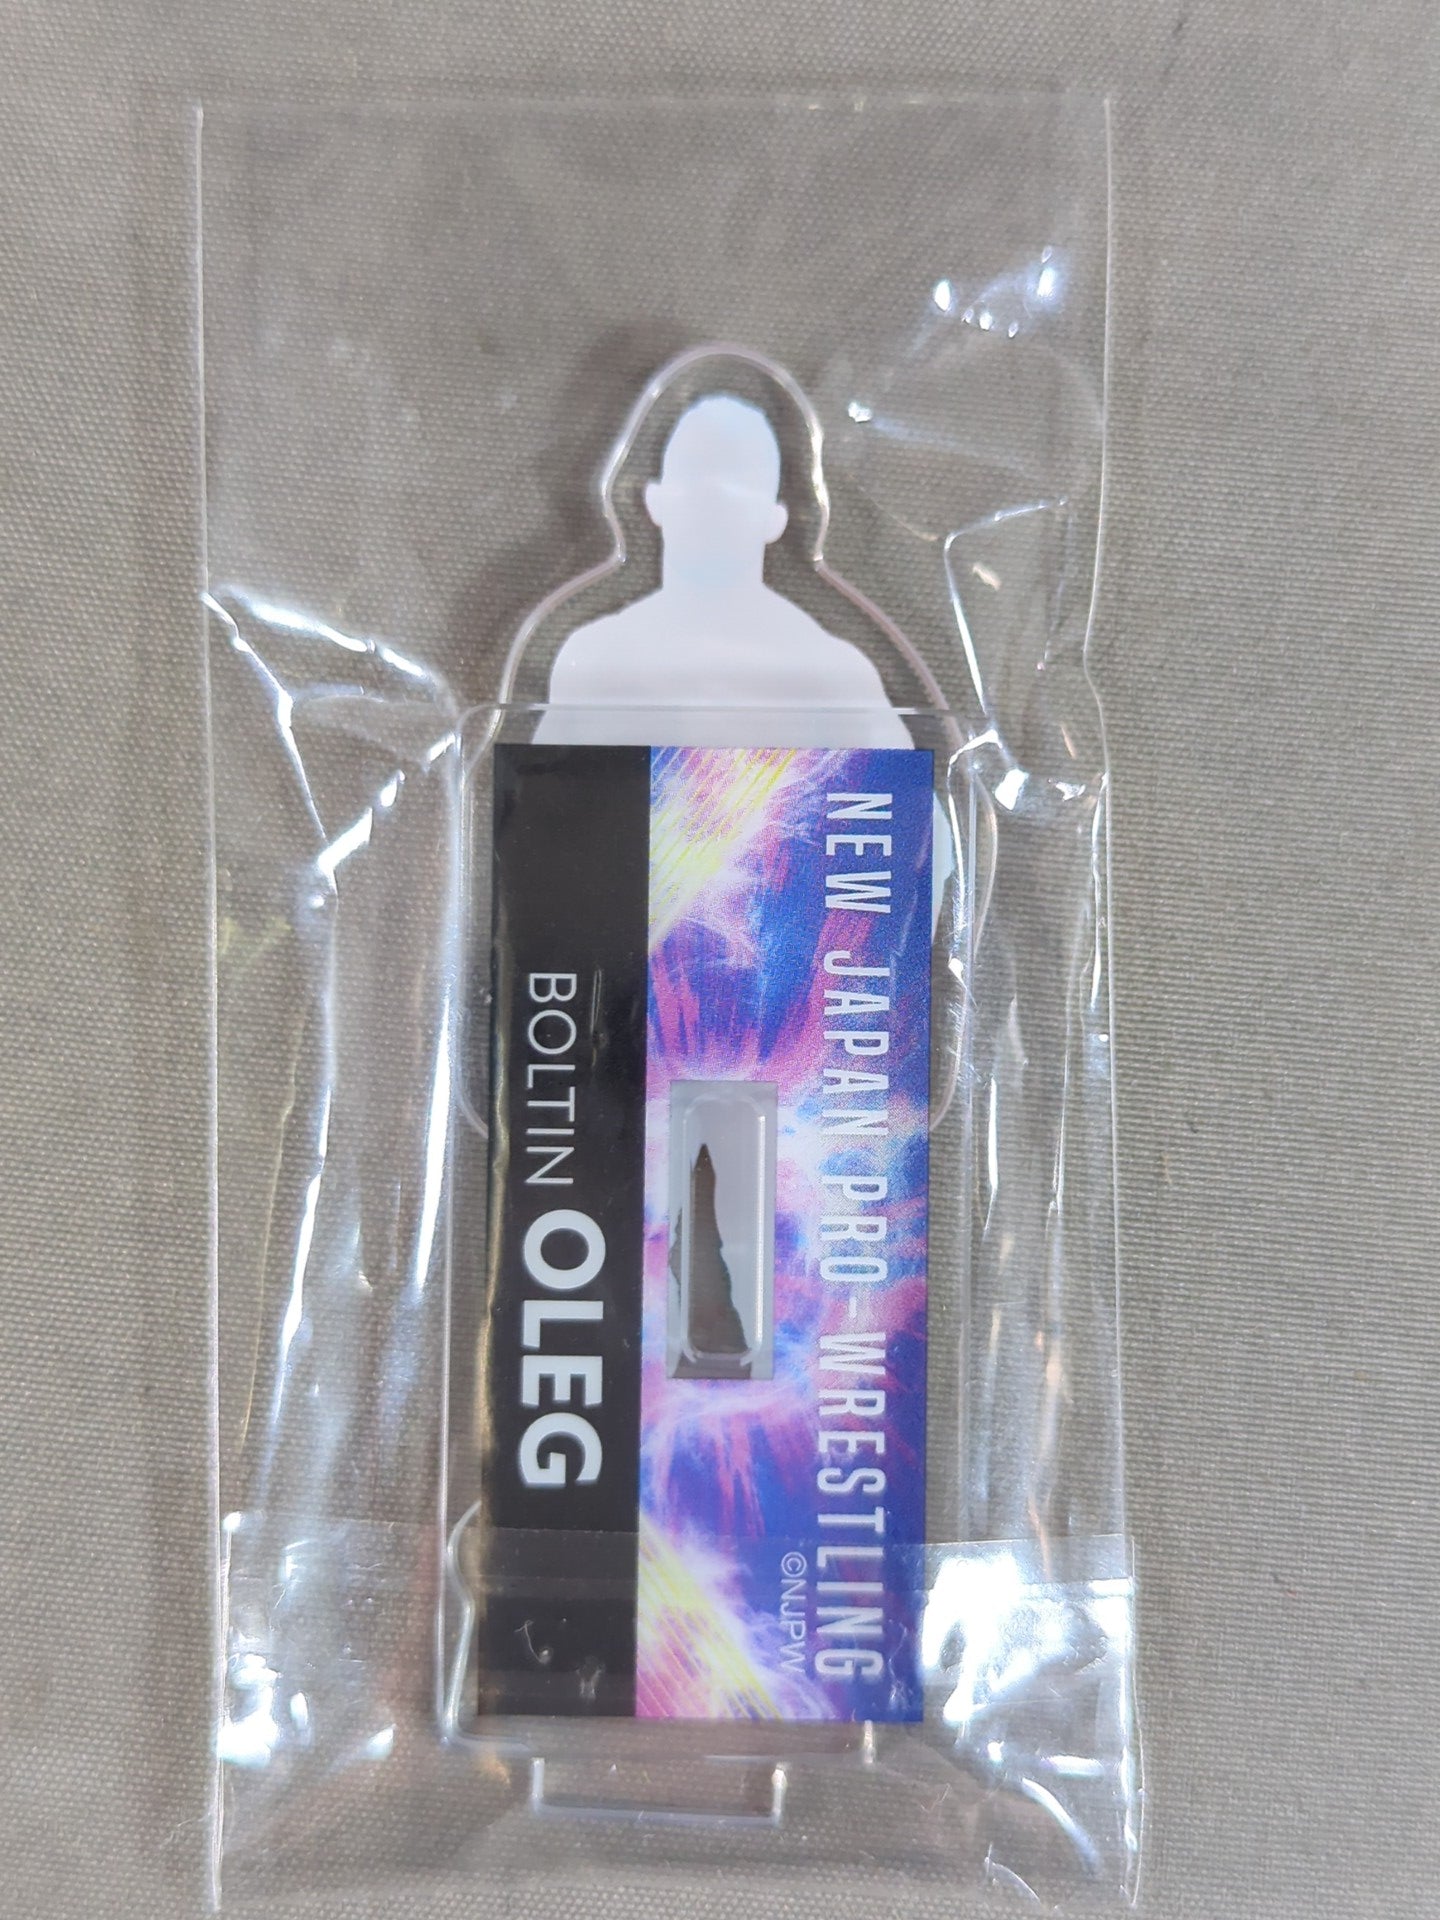 NEW JAPAN PRO-WRESTLING
©NJPW
BOLTIN OLEG